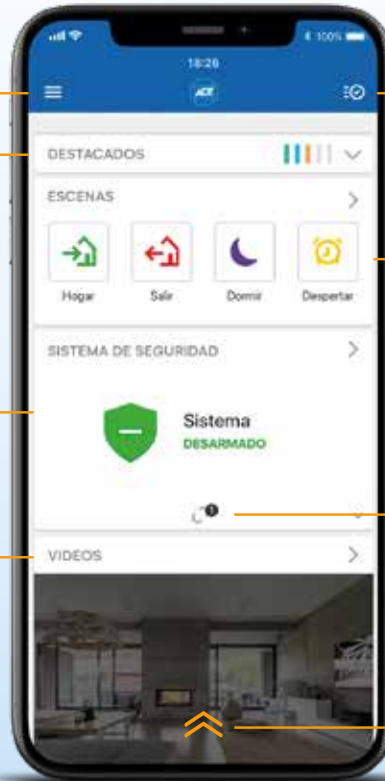 100%
18:26
ADT
DESTACADOS
ESCENAS
Hogar Salir Dormir Despertar
SISTEMA DE SEGURIDAD
Sistema
DESARMADO
VIDEOS